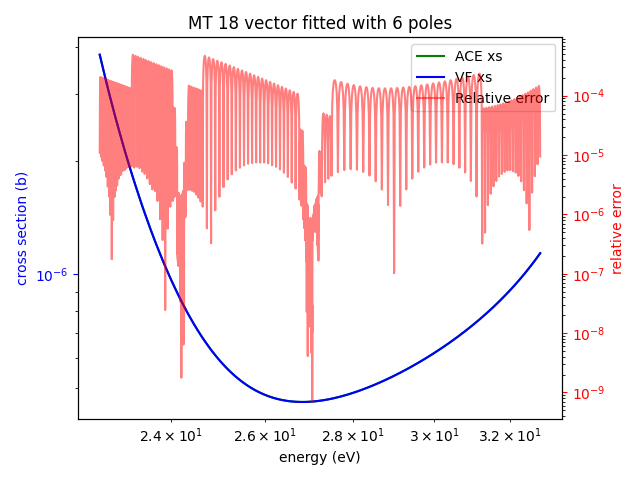 MT 18 vector fitted with 6 poles
ACE xs
VF xs
Relative error
cross section (b)
10⁻⁶
10⁻⁴
10⁻⁵
10⁻⁶
10⁻⁷
10⁻⁸
10⁻⁹
relative error
2.4 × 10¹ 2.6 × 10¹ 2.8 × 10¹ 3 × 10¹ 3.2 × 10¹
energy (eV)